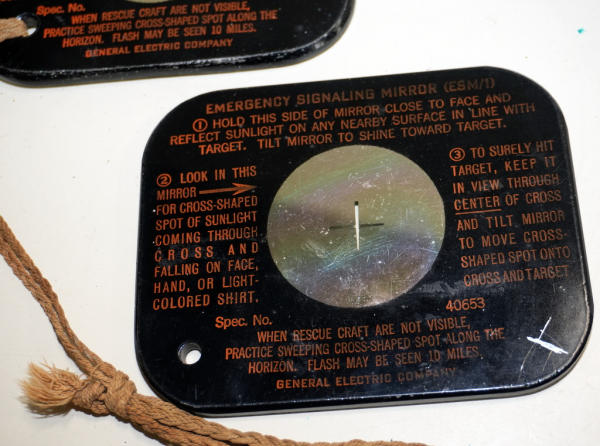 Spec. No.
WHEN RESCUE CRAFT ARE NOT VISIBLE,
PRACTICE SWEEPING CROSS-SHAPED SPOT ALONG THE
HORIZON. FLASH MAY BE SEEN 10 MILES.
GENERAL ELECTRIC COMPANY
EMERGENCY SIGNALING MIRROR (ESM/1)
① HOLD THIS SIDE OF MIRROR CLOSE TO FACE AND
REFLECT SUNLIGHT ON ANY NEARBY SURFACE IN LINE WITH
TARGET. TILT MIRROR TO SHINE TOWARD TARGET.
② LOOK IN THIS
MIRROR
FOR CROSS-SHAPED
SPOT OF SUNLIGHT
COMING THROUGH
CROSS AND
FALLING ON FACE,
HAND, OR LIGHT-
COLORED SHIRT.
③ TO SURELY HIT
TARGET, KEEP IT
IN VIEW THROUGH
CENTER OF CROSS
AND TILT MIRROR
TO MOVE CROSS-
SHAPED SPOT ONTO
CROSS AND TARGET
40653
Spec. No.
WHEN RESCUE CRAFT ARE NOT VISIBLE,
PRACTICE SWEEPING CROSS-SHAPED SPOT ALONG THE
HORIZON. FLASH MAY BE SEEN 10 MILES.
GENERAL ELECTRIC COMPANY